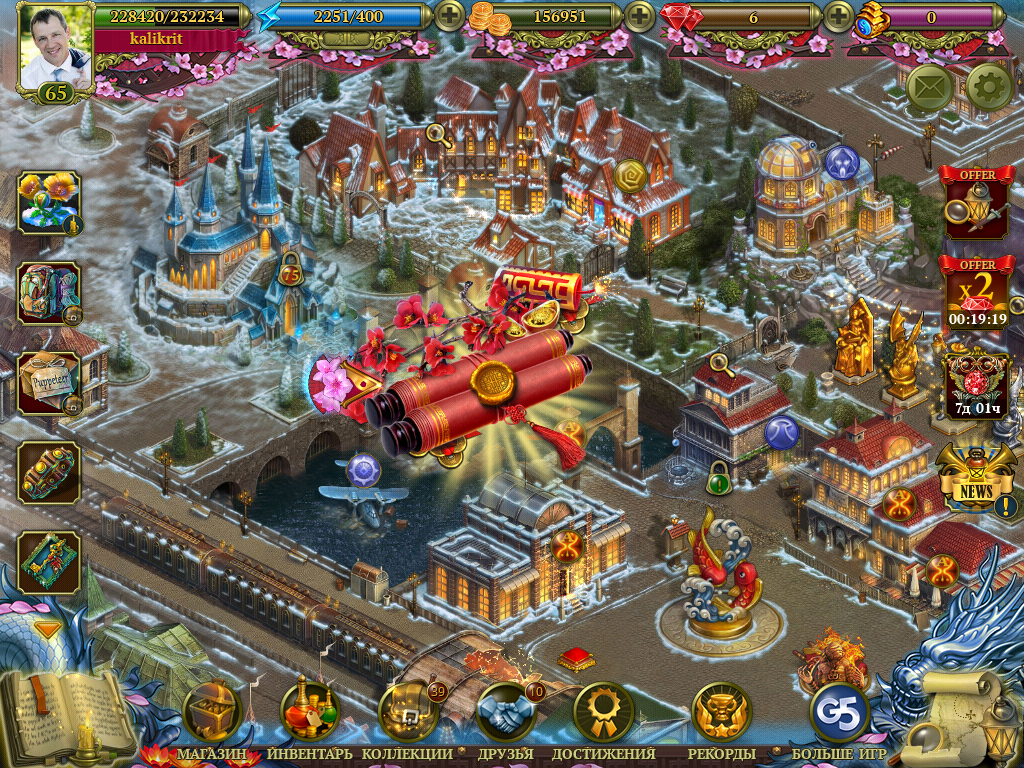 228420/232234
2251/400
156951
6
0
kalikrit
65
OFFER
75
OFFER
x2
00:19:19
Puppeteer
7д 01ч
NEWS
!
39
10
G5
МАГАЗИН
ИНВЕНТАРЬ
КОЛЛЕКЦИИ
ДРУЗЬЯ
ДОСТИЖЕНИЯ
РЕКОРДЫ
БОЛЬШЕ ИГР